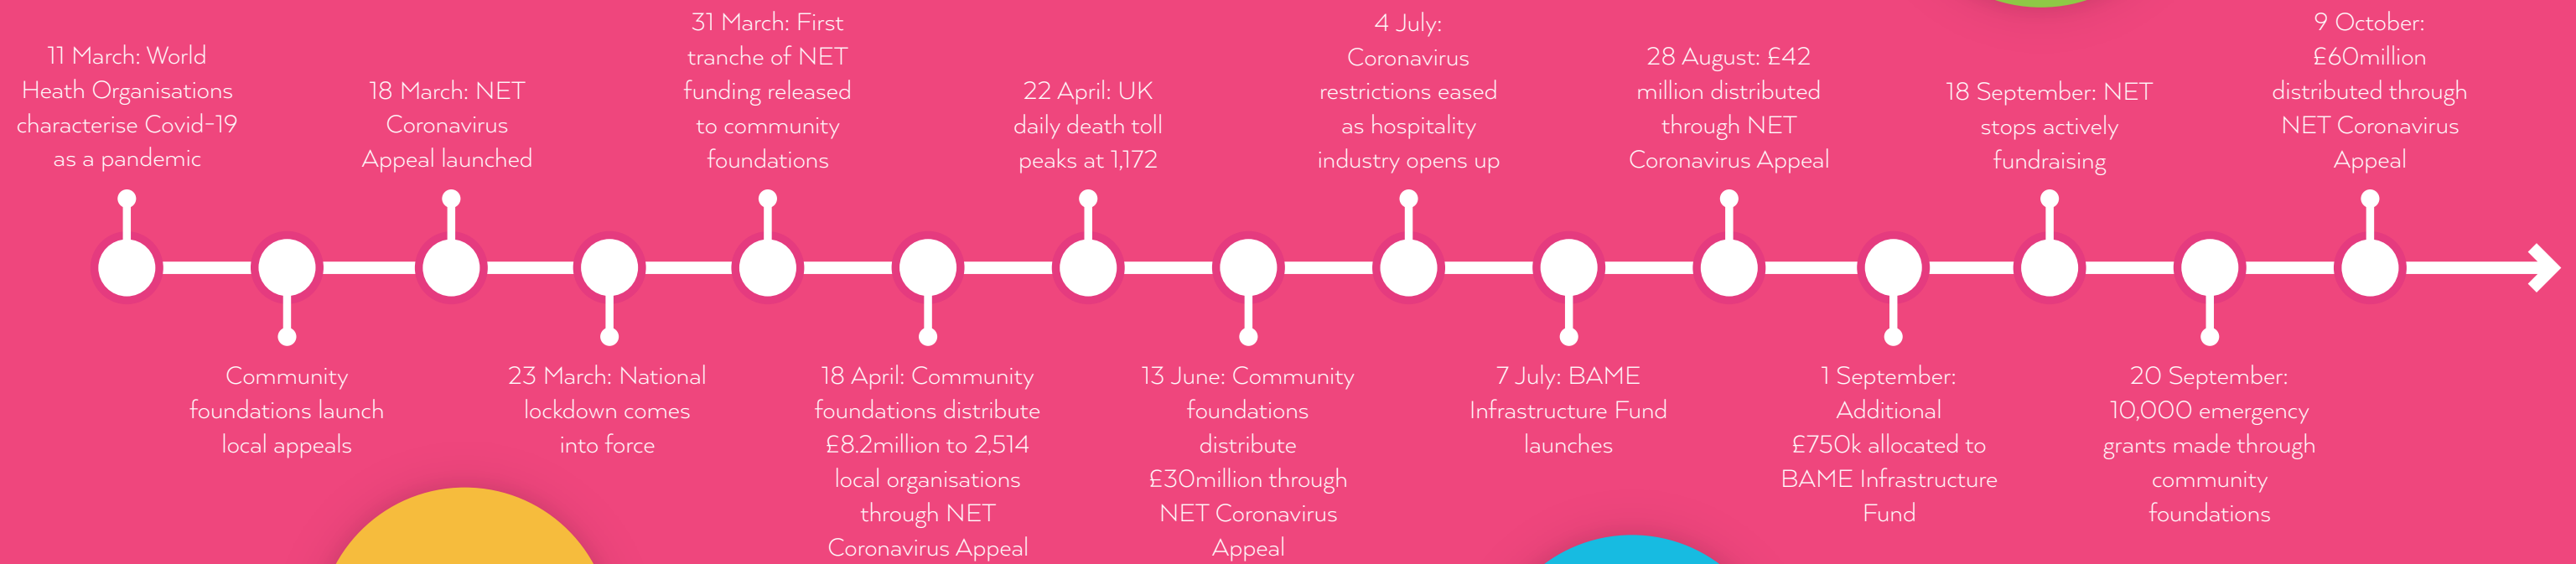 11 March: World
Heath Organisations
characterise Covid-19
as a pandemic
Community
foundations launch
local appeals
18 March: NET
Coronavirus
Appeal launched
23 March: National
lockdown comes
into force
31 March: First
tranche of NET
funding released
to community
foundations
18 April: Community
foundations distribute
£8.2million to 2,514
local organisations
through NET
Coronavirus Appeal
22 April: UK
daily death toll
peaks at 1,172
13 June: Community
foundations
distribute
£30million through
NET Coronavirus
Appeal
4 July:
Coronavirus
restrictions eased
as hospitality
industry opens up
7 July: BAME
Infrastructure Fund
launches
28 August: £42
million distributed
through NET
Coronavirus Appeal
1 September:
Additional
£750k allocated to
BAME Infrastructure
Fund
18 September: NET
stops actively
fundraising
20 September:
10,000 emergency
grants made through
community
foundations
9 October:
£60million
distributed through
NET Coronavirus
Appeal